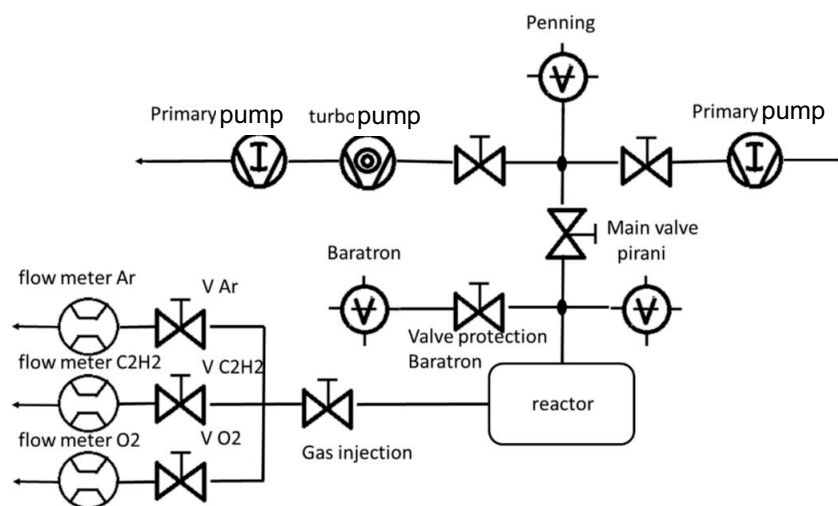 Penning
Primary pump
turbo pump
Primary pump
Main valve
pirani
Baratron
flow meter Ar
V Ar
Valve protection
Baratron
flow meter C2H2
V C2H2
reactor
flow meter O2
V O2
Gas injection